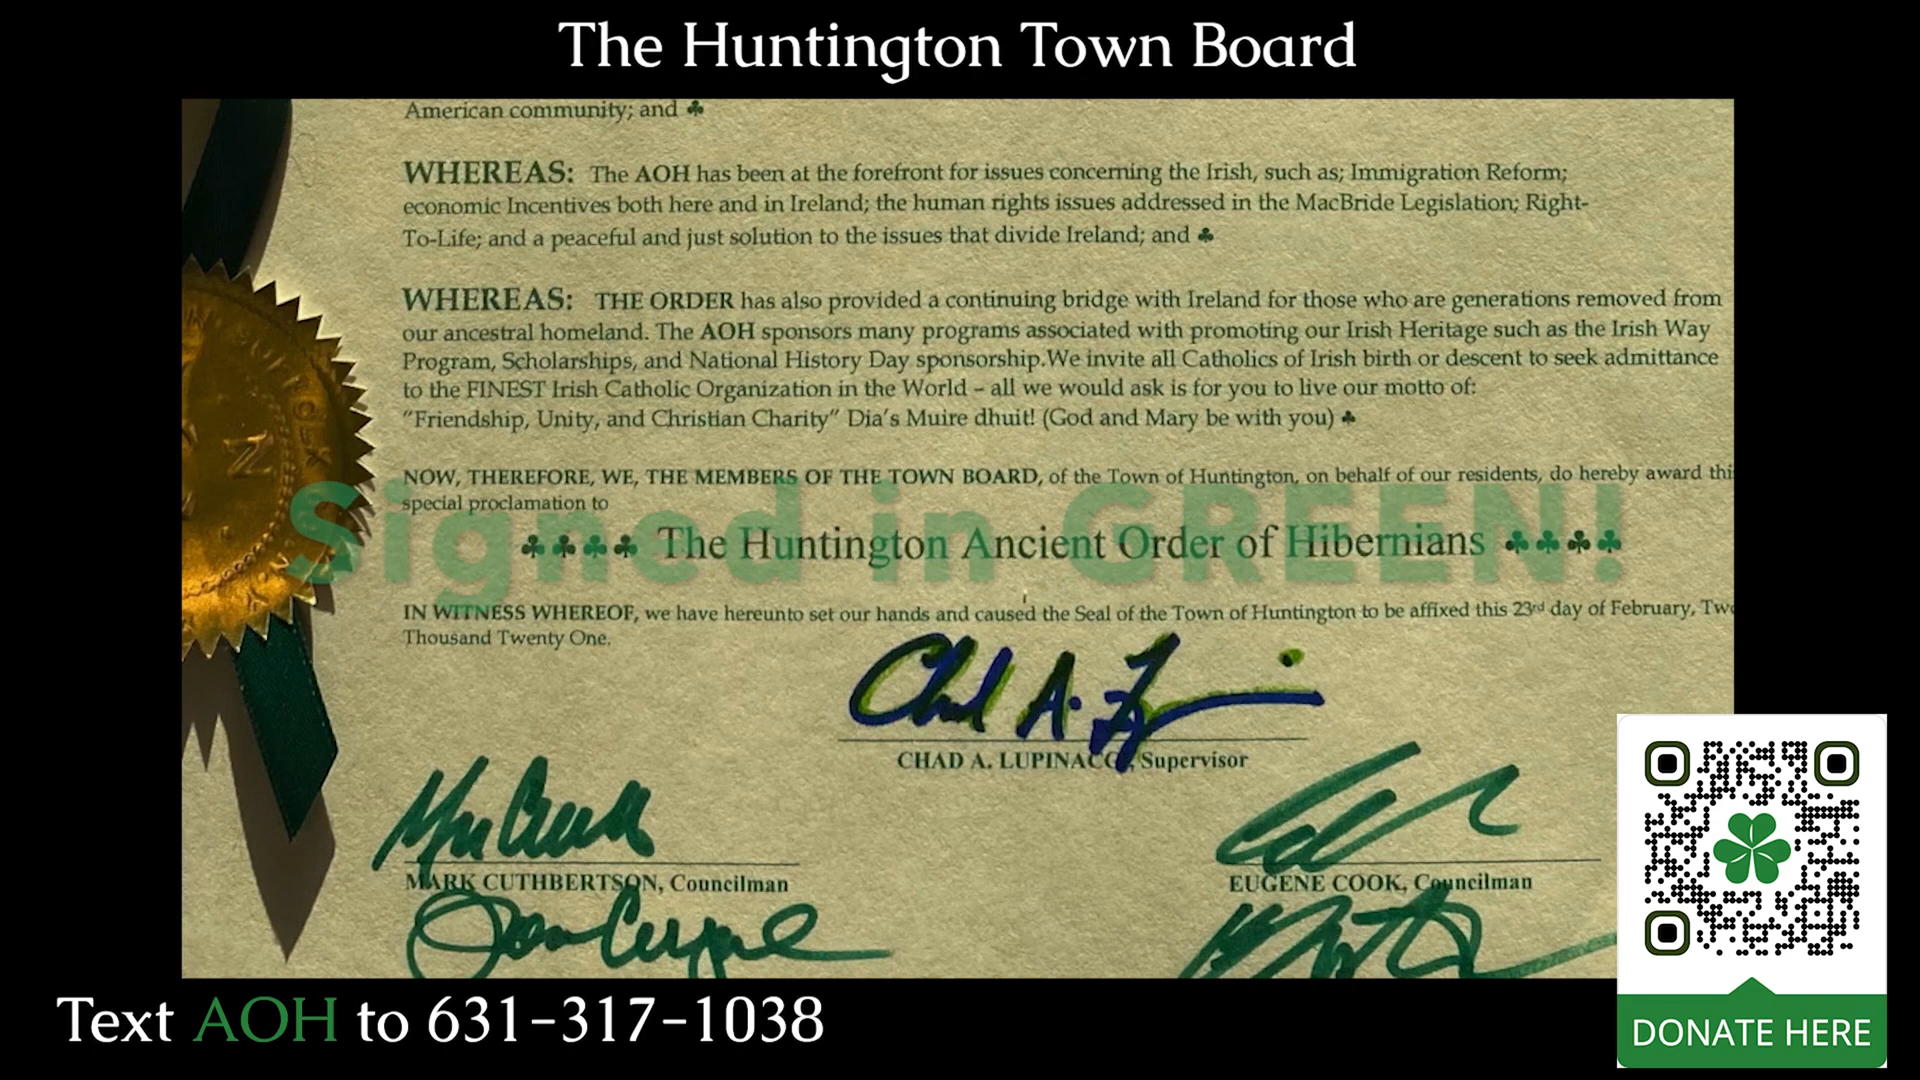 The Huntington Town Board
American community; and ♣
WHEREAS: The AOH has been at the forefront for issues concerning the Irish, such as; Immigration Reform;
economic Incentives both here and in Ireland; the human rights issues addressed in the MacBride Legislation; Right-
To-Life; and a peaceful and just solution to the issues that divide Ireland; and ♣
WHEREAS: THE ORDER has also provided a continuing bridge with Ireland for those who are generations removed from
our ancestral homeland. The AOH sponsors many programs associated with promoting our Irish Heritage such as the Irish Way
Program, Scholarships, and National History Day sponsorship.We invite all Catholics of Irish birth or descent to seek admittance
to the FINEST Irish Catholic Organization in the World – all we would ask is for you to live our motto of:
"Friendship, Unity, and Christian Charity" Dia's Muire dhuit! (God and Mary be with you) ♣
NOW, THEREFORE, WE, THE MEMBERS OF THE TOWN BOARD, of the Town of Huntington, on behalf of our residents, do hereby award thi
special proclamation to
Signed in GREEN!
♣♣♣♣ The Huntington Ancient Order of Hibernians ♣♣♣♣
IN WITNESS WHEREOF, we have hereunto set our hands and caused the Seal of the Town of Huntington to be affixed this 23rd day of February, Tw
Thousand Twenty One.
CHAD A. LUPINACCI, Supervisor
MARK CUTHBERTSON, Councilman
EUGENE COOK, Councilman
Text AOH to 631-317-1038
DONATE HERE